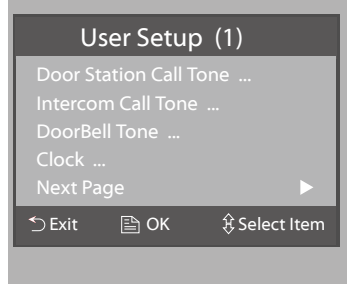 User Setup (1)
Door Station Call Tone ...
Intercom Call Tone ...
DoorBell Tone ...
Clock ...
Next Page
Exit OK Select Item